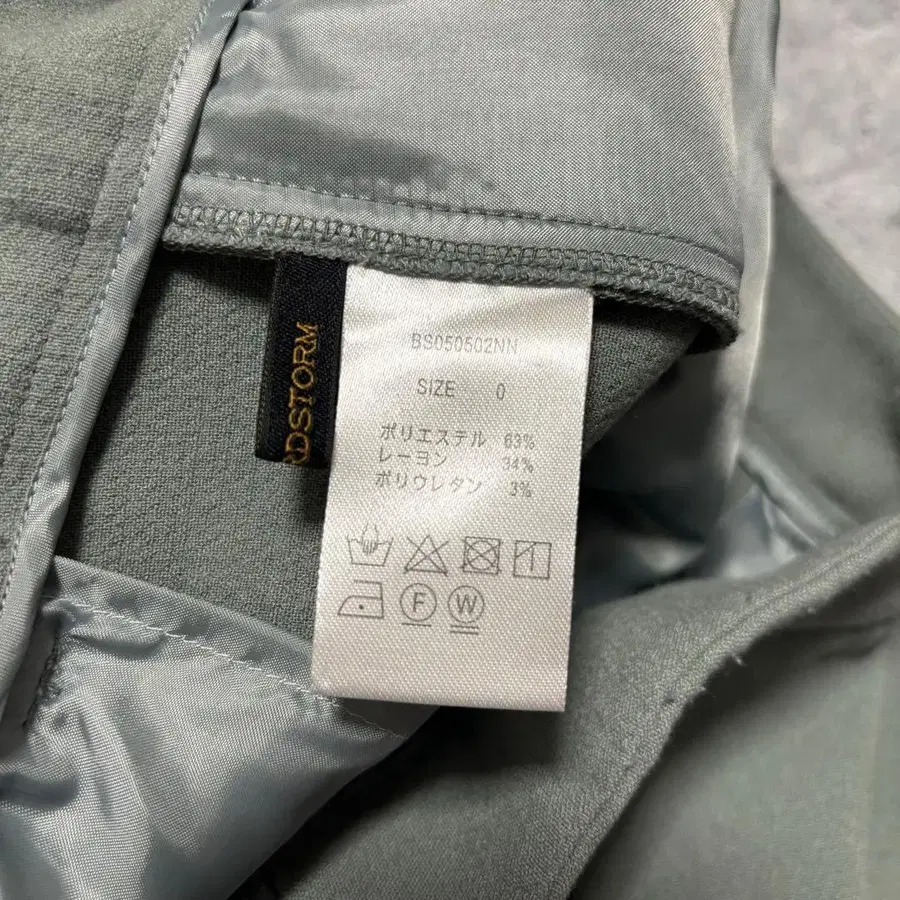 RDSTORM
BS050502NN
SIZE 0
ポリエステル 63%
レーヨン 34%
ポリウレタン 3%
F W